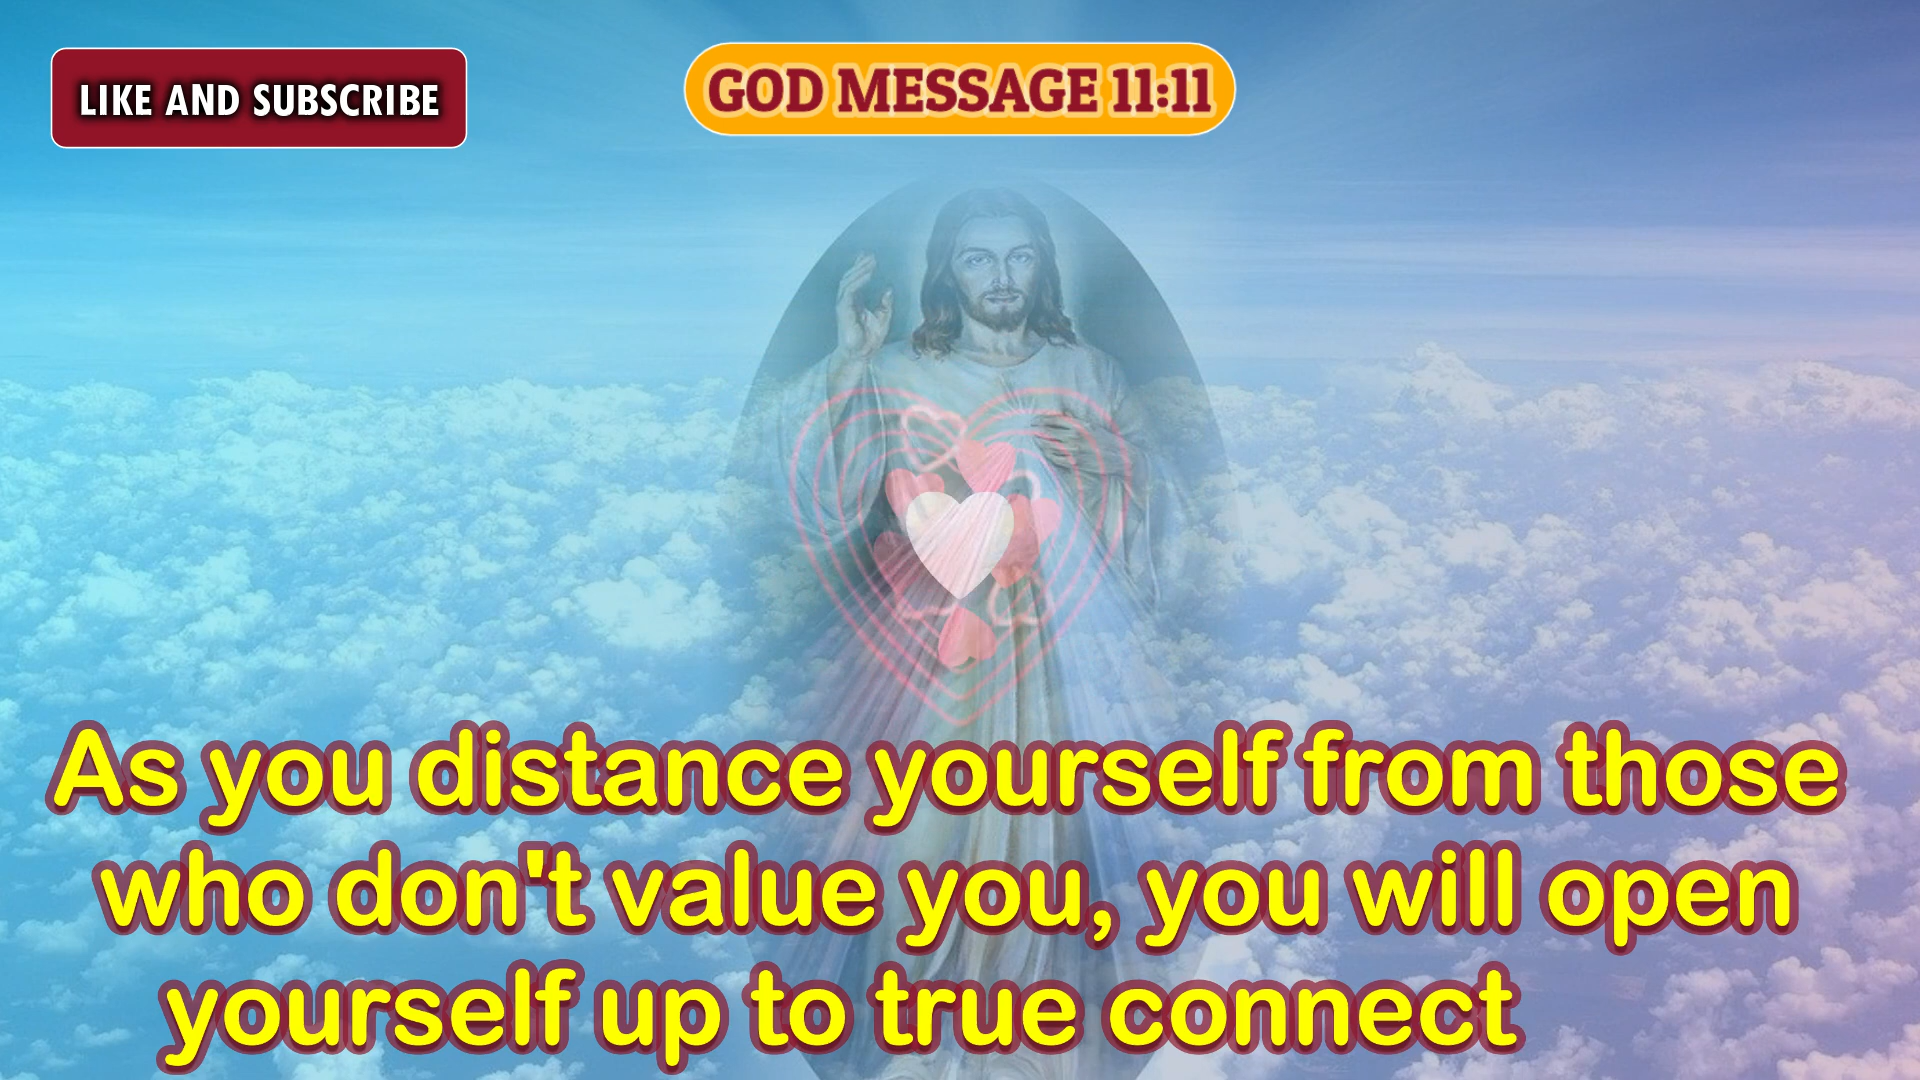 LIKE AND SUBSCRIBE
GOD MESSAGE 11:11
As you distance yourself from those
who don't value you, you will open
yourself up to true connect